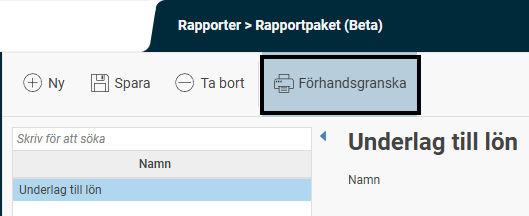 Rapporter > Rapportpaket (Beta)
Ny Spara Ta bort Förhandsgranska
Skriv för att söka
Namn
Underlag till lön
Underlag till lön
Namn